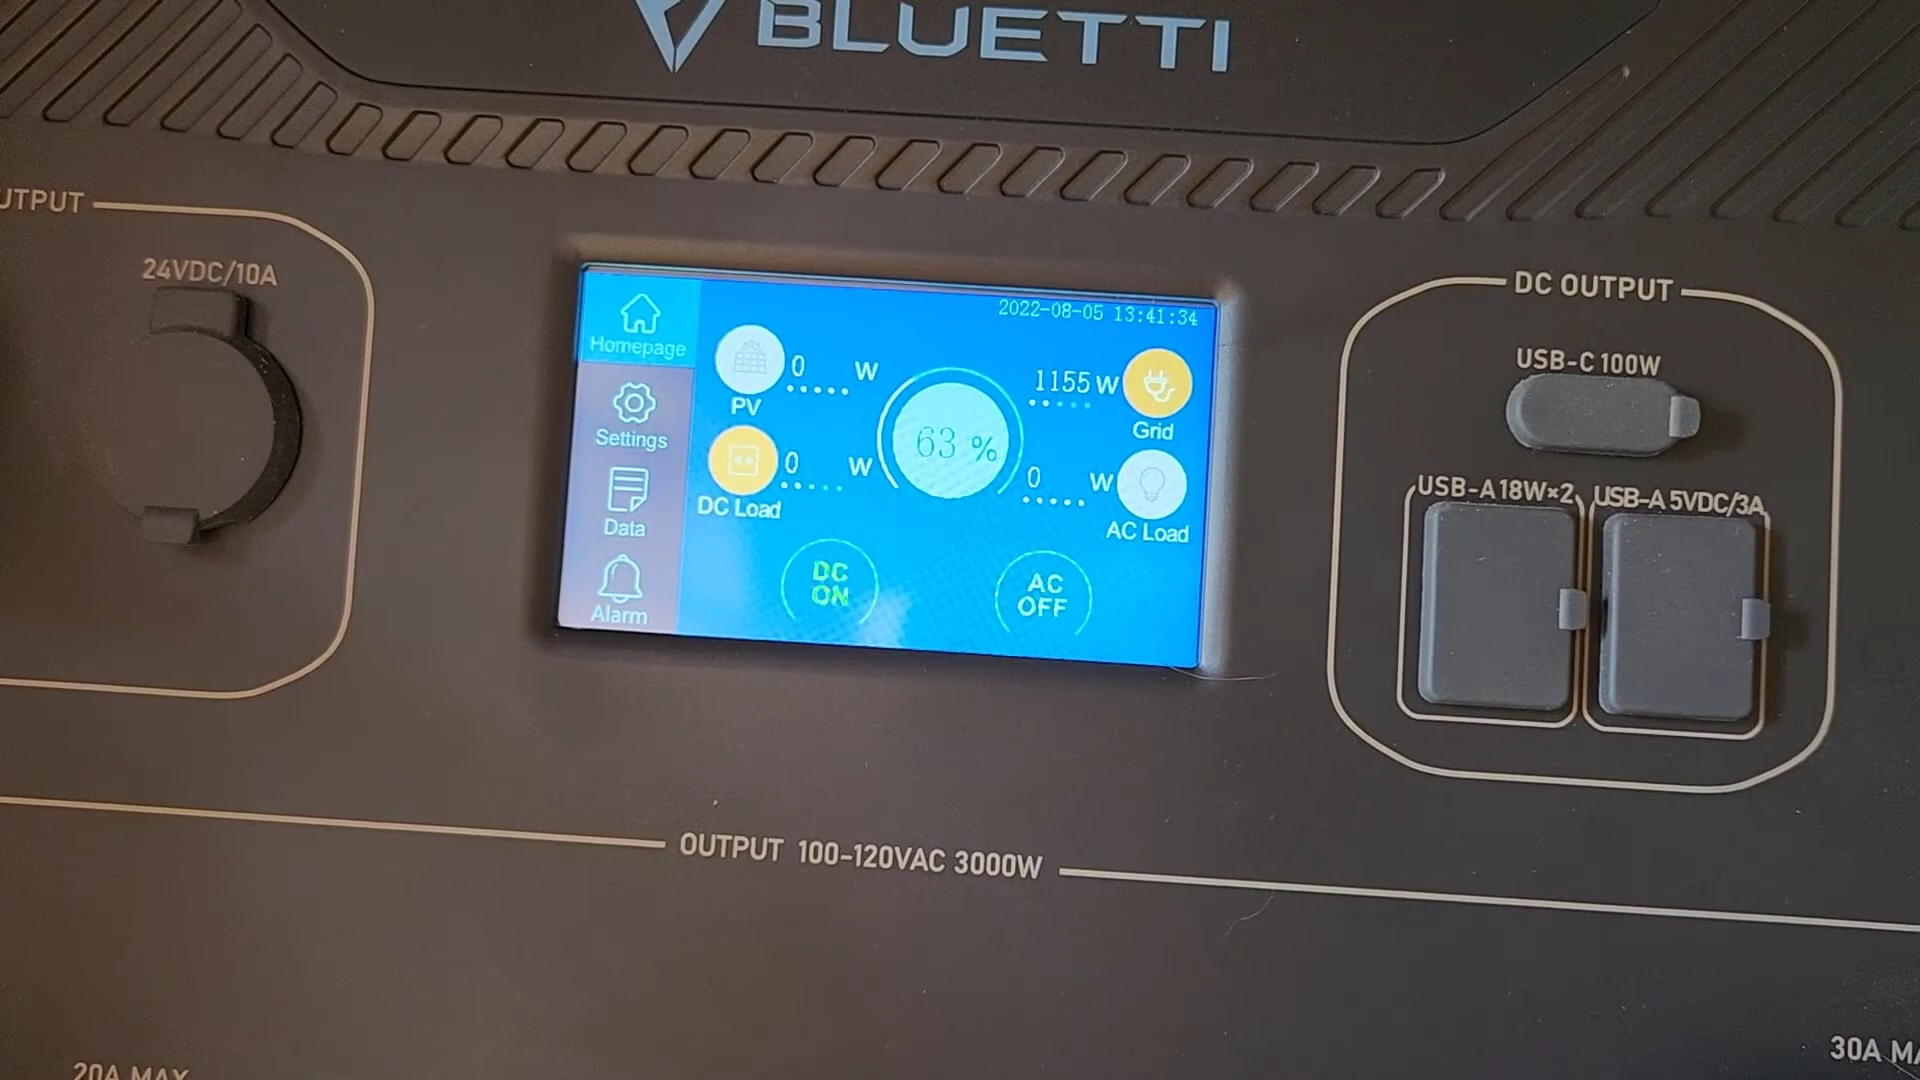 BLUETTI
UTPUT
24VDC/10A
2022-08-05 13:41:34
Homepage
Settings
Data
Alarm
0 W
PV
0 W
DC Load
63 %
1155 W
Grid
0 W
AC Load
DC
ON
AC
OFF
DC OUTPUT
USB-C 100W
USB-A 18W×2
USB-A 5VDC/3A
OUTPUT 100-120VAC 3000W
20A MAX
30A MA